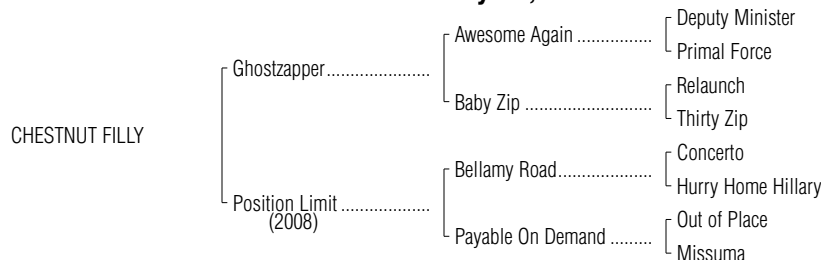 Deputy Minister
Awesome Again ................
Primal Force
Ghostzapper......................
Relaunch
Baby Zip ...........................
Thirty Zip
CHESTNUT FILLY
Concerto
Bellamy Road....................
Hurry Home Hillary
Position Limit ...................
(2008)
Out of Place
Payable On Demand .........
Missuma